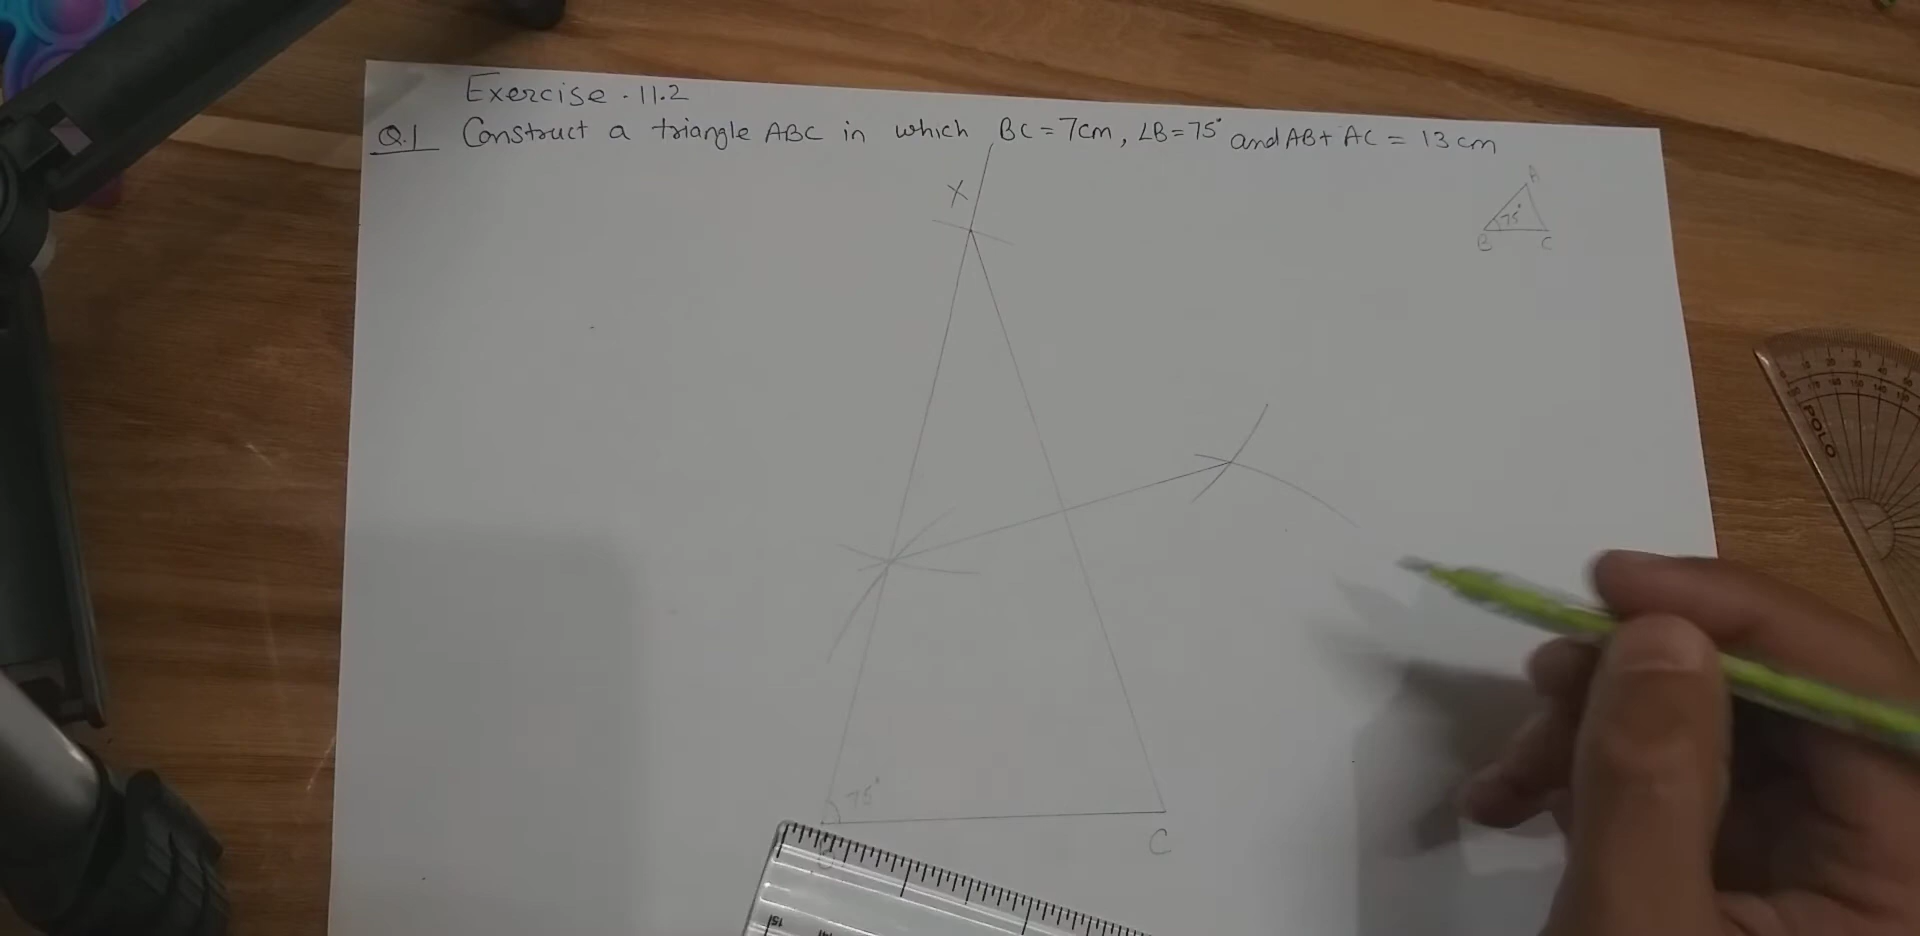 Exercise - 11.2
Q.1 Construct a triangle ABC in which BC = 7cm, ∠B = 75° and AB + AC = 13 cm
X
A
75°
B C
75°
C
POLO